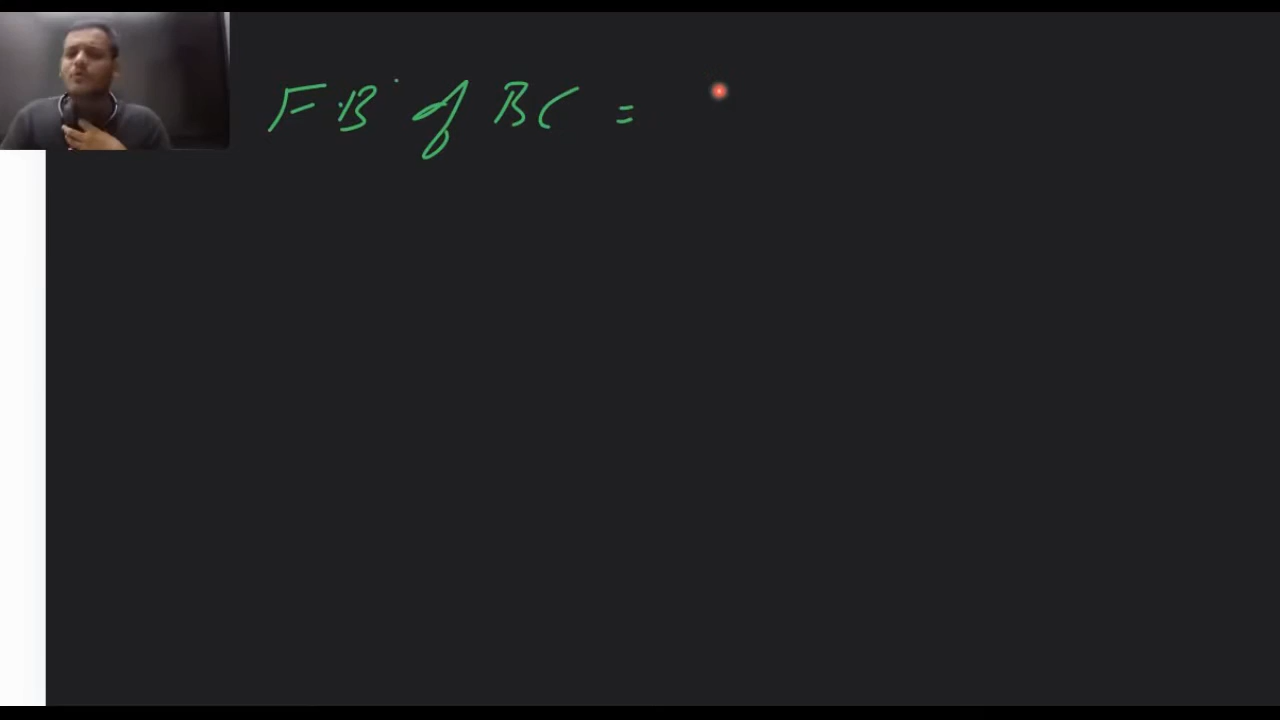 F.B of BC =